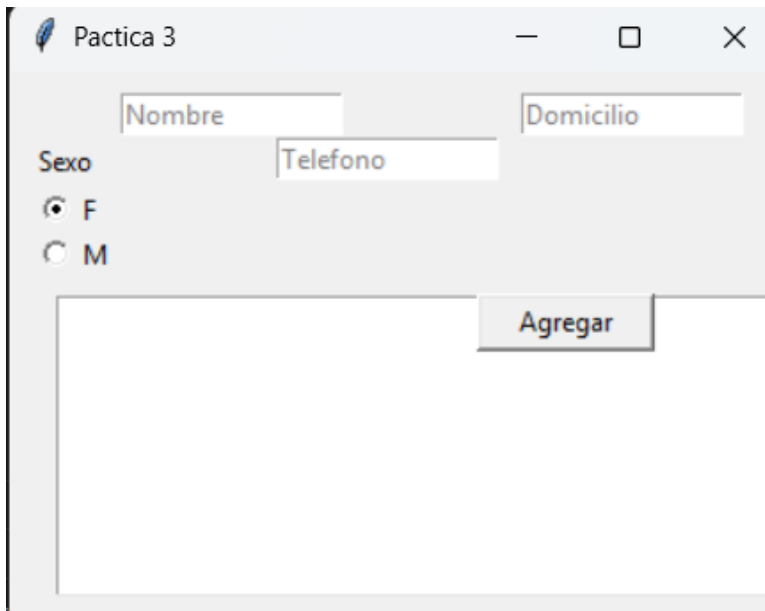 Pactica 3
Nombre Domicilio
Sexo Telefono
F
M
Agregar